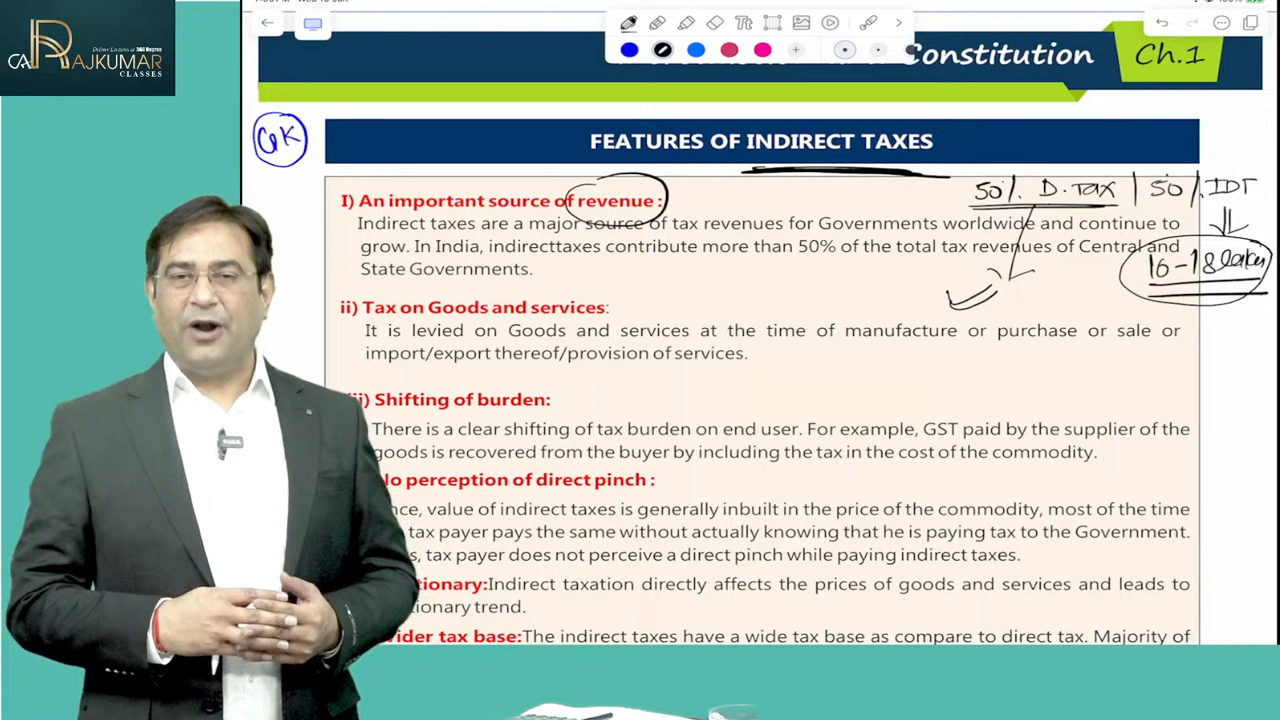 Deliver Lectures at 360 Degree
CA RAJKUMAR
CLASSES
Constitution
Ch.1
GK
FEATURES OF INDIRECT TAXES
50% D.Tax | 50% IDT
I) An important source of revenue :
Indirect taxes are a major source of tax revenues for Governments worldwide and continue to
grow. In India, indirecttaxes contribute more than 50% of the total tax revenues of Central and
State Governments.
16-18 lakh
ii) Tax on Goods and services:
It is levied on Goods and services at the time of manufacture or purchase or sale or
import/export thereof/provision of services.
) Shifting of burden:
There is a clear shifting of tax burden on end user. For example, GST paid by the supplier of the
goods is recovered from the buyer by including the tax in the cost of the commodity.
perception of direct pinch :
value of indirect taxes is generally inbuilt in the price of the commodity, most of the time
tax payer pays the same without actually knowing that he is paying tax to the Government.
tax payer does not perceive a direct pinch while paying indirect taxes.
tionary: Indirect taxation directly affects the prices of goods and services and leads to
tionary trend.
ider tax base:The indirect taxes have a wide tax base as compare to direct tax. Majority of